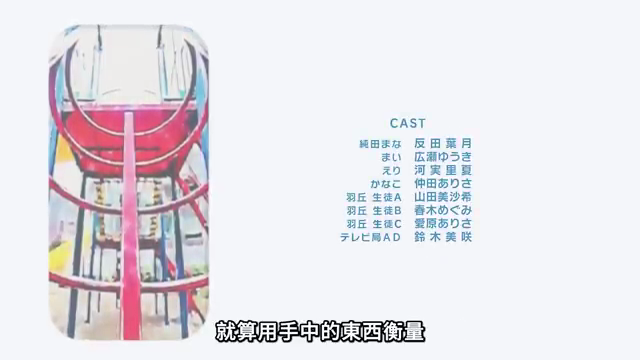 CAST
純田まな 反田葉月
まい 広瀬ゆうき
えり 河実里夏
かなこ 仲田ありさ
羽丘 生徒A 山田美沙希
羽丘 生徒B 春木めぐみ
羽丘 生徒C 愛原ありさ
テレビ局AD 鈴木美咲
就算用手中的東西衡量